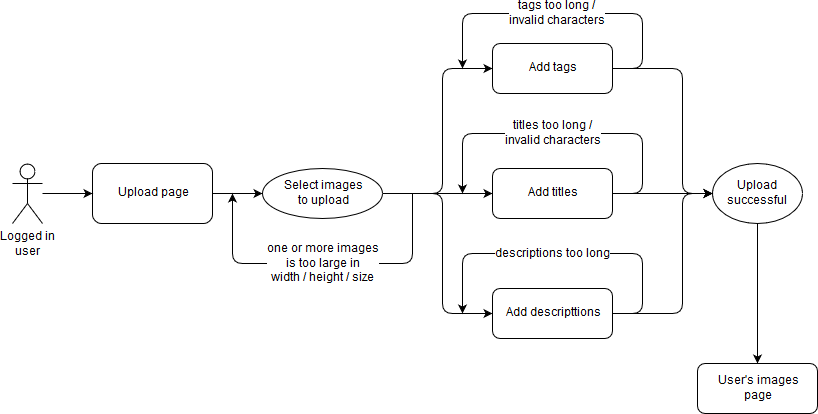 tags too long /
invalid characters
Add tags
titles too long /
invalid characters
Logged in
user
Upload page
Select images
to upload
Add titles
Upload
successful
one or more images
is too large in
width / height / size
descriptions too long
Add descripttions
User's images
page